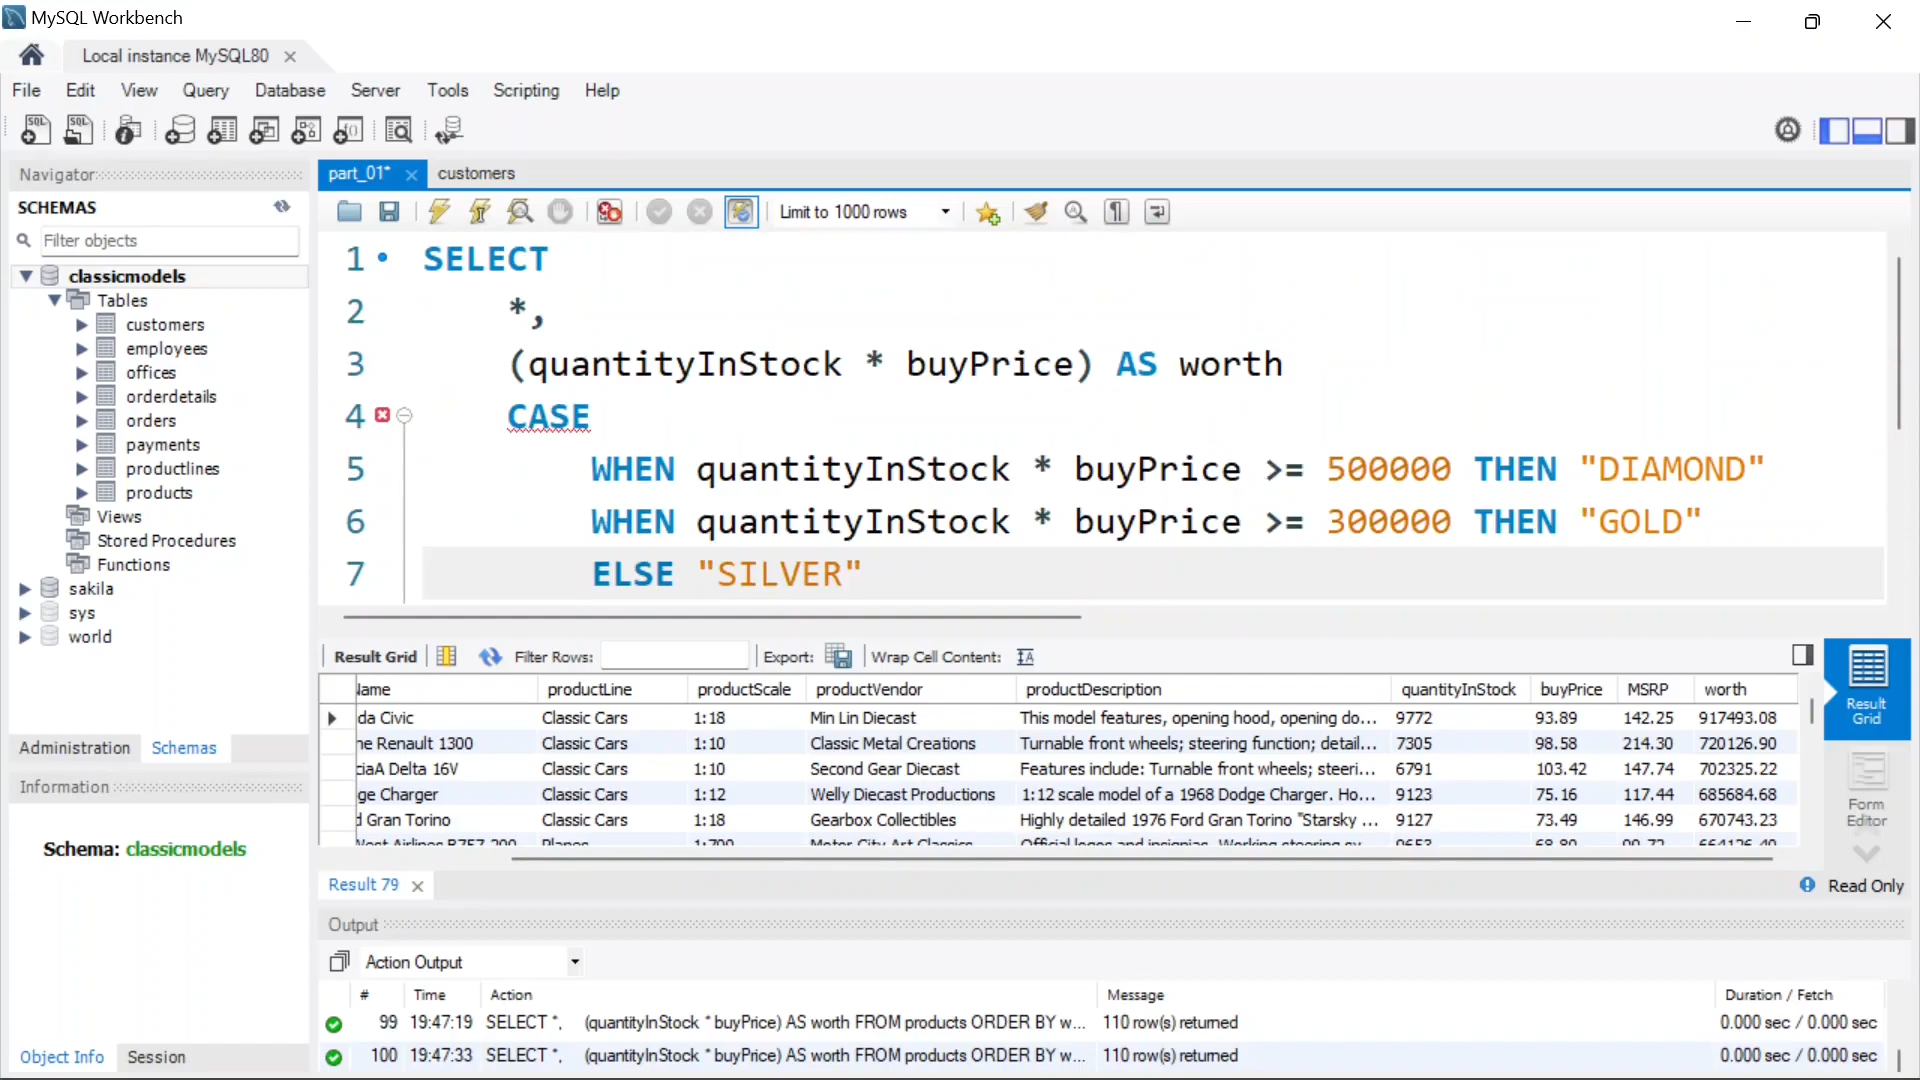 MySQL Workbench
Local instance MySQL80
File Edit View Query Database Server Tools Scripting Help
Navigator
SCHEMAS
Filter objects
classicmodels
Tables
customers
employees
offices
orderdetails
orders
payments
productlines
products
Views
Stored Procedures
Functions
sakila
sys
world
Administration Schemas
Information
Schema: classicmodels
Object Info Session
part_01* customers
Limit to 1000 rows
1 SELECT
2 *,
3 (quantityInStock * buyPrice) AS worth
4 CASE
5 WHEN quantityInStock * buyPrice >= 500000 THEN "DIAMOND"
6 WHEN quantityInStock * buyPrice >= 300000 THEN "GOLD"
7 ELSE "SILVER"
Result Grid Filter Rows: Export: Wrap Cell Content:
productLine productScale productVendor productDescription quantityInStock buyPrice MSRP worth
da Civic Classic Cars 1:18 Min Lin Diecast This model features, opening hood, opening do... 9772 93.89 142.25 917493.08
ne Renault 1300 Classic Cars 1:10 Classic Metal Creations Turnable front wheels; steering function; detail... 7305 98.58 214.30 720126.90
ciaA Delta 16V Classic Cars 1:10 Second Gear Diecast Features include: Turnable front wheels; steeri... 6791 103.42 147.74 702325.22
ge Charger Classic Cars 1:12 Welly Diecast Productions 1:12 scale model of a 1968 Dodge Charger. Ho... 9123 75.16 117.44 685684.68
d Gran Torino Classic Cars 1:18 Gearbox Collectibles Highly detailed 1976 Ford Gran Torino "Starsky ... 9127 73.49 146.99 670743.23
Result Grid
Form Editor
Result 79
Read Only
Output
Action Output
# Time Action Message Duration / Fetch
99 19:47:19 SELECT *, (quantityInStock * buyPrice) AS worth FROM products ORDER BY w... 110 row(s) returned 0.000 sec / 0.000 sec
100 19:47:33 SELECT *, (quantityInStock * buyPrice) AS worth FROM products ORDER BY w... 110 row(s) returned 0.000 sec / 0.000 sec